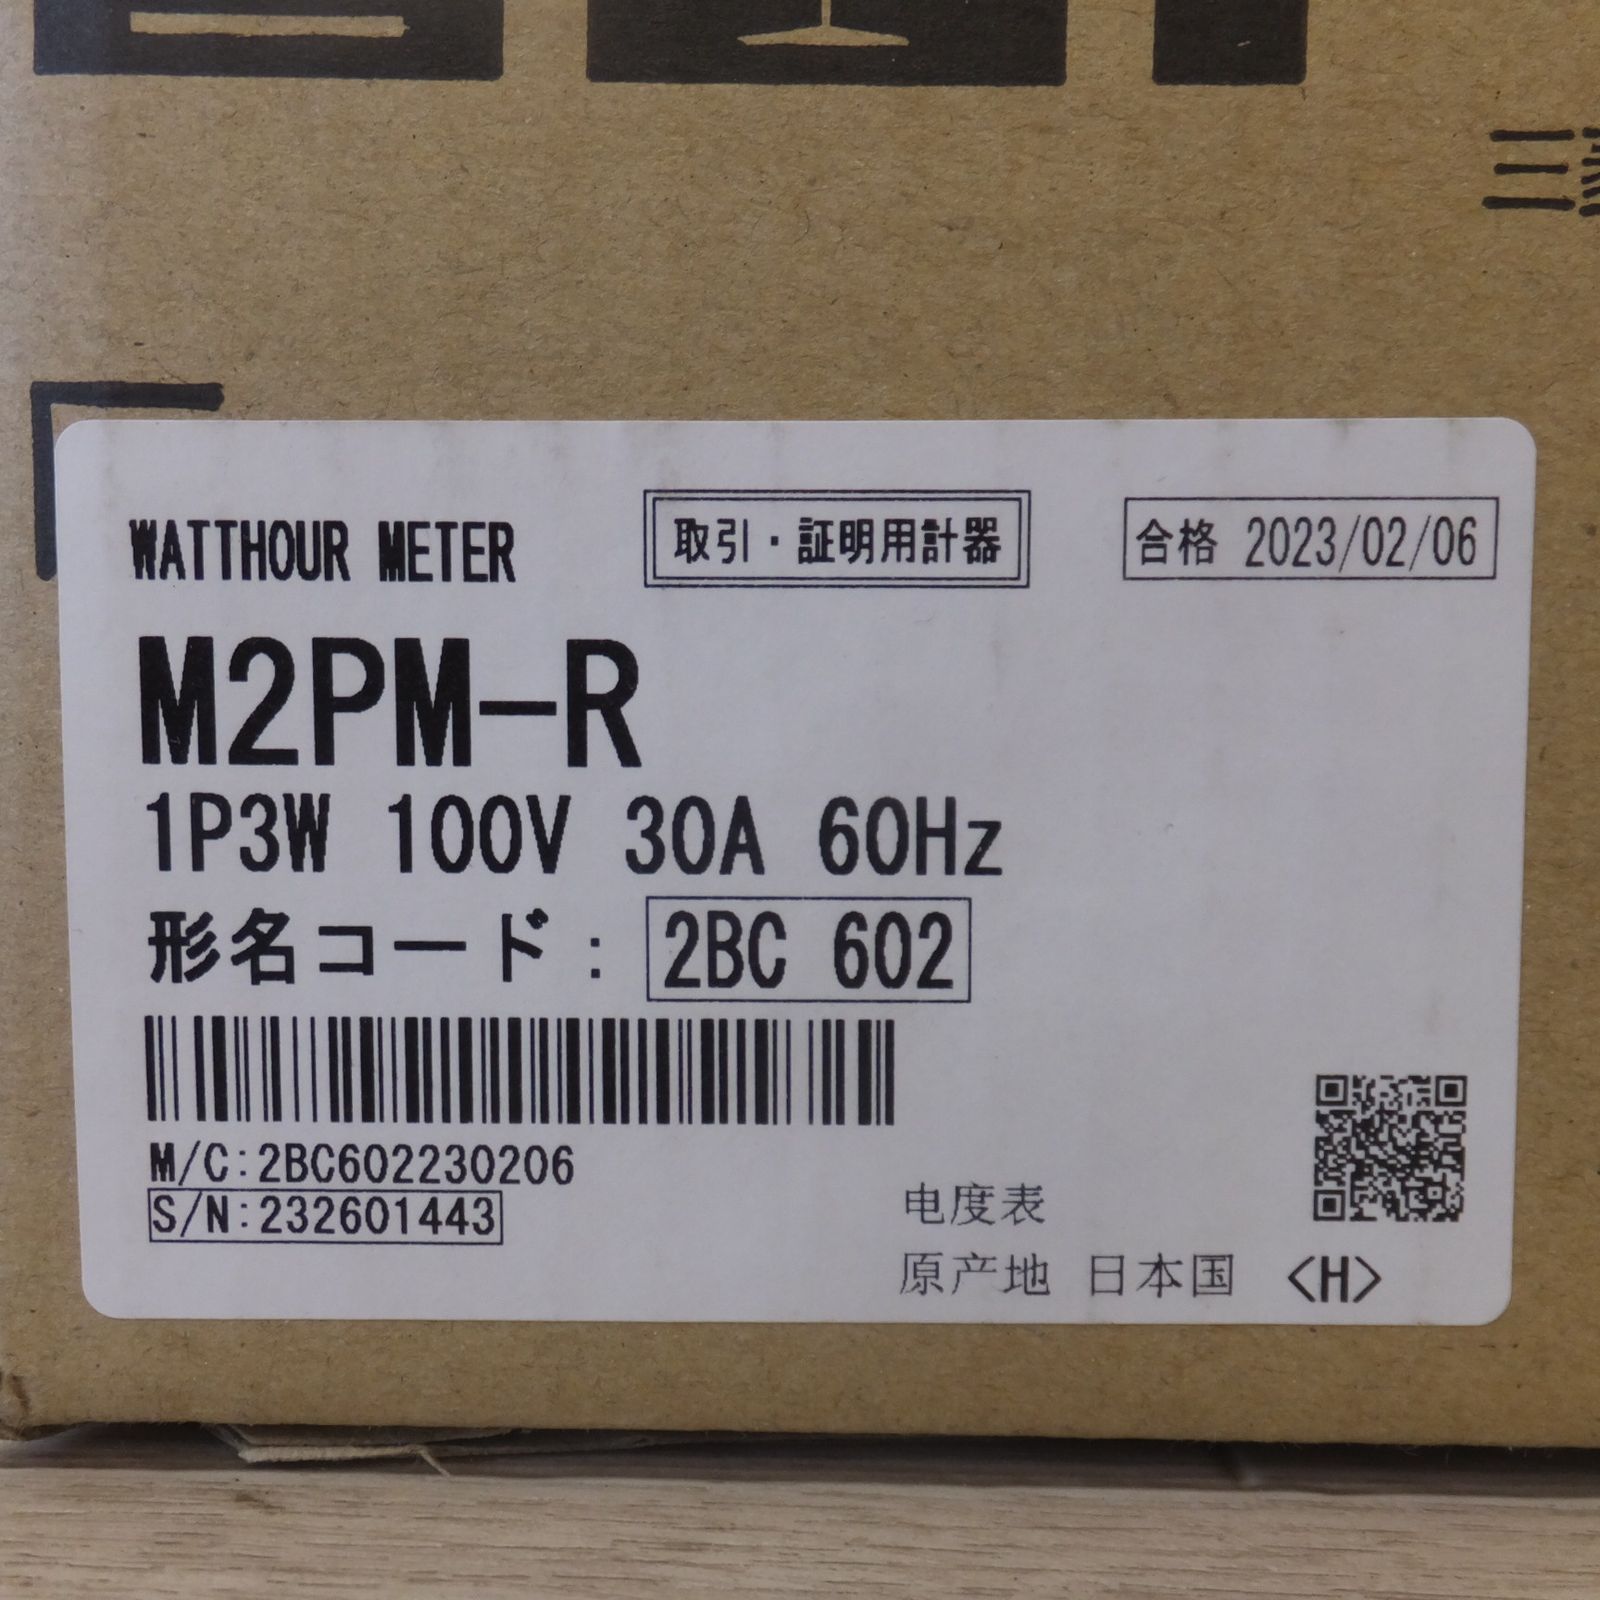 三
WATTHOUR METER
取引・証明用計器
合格 2023/02/06
M2PM-R
1P3W 100V 30A 60Hz
形名コード: 2BC 602
M/C:2BC602230206
S/N:232601443
电度表
原产地 日本国 <H>